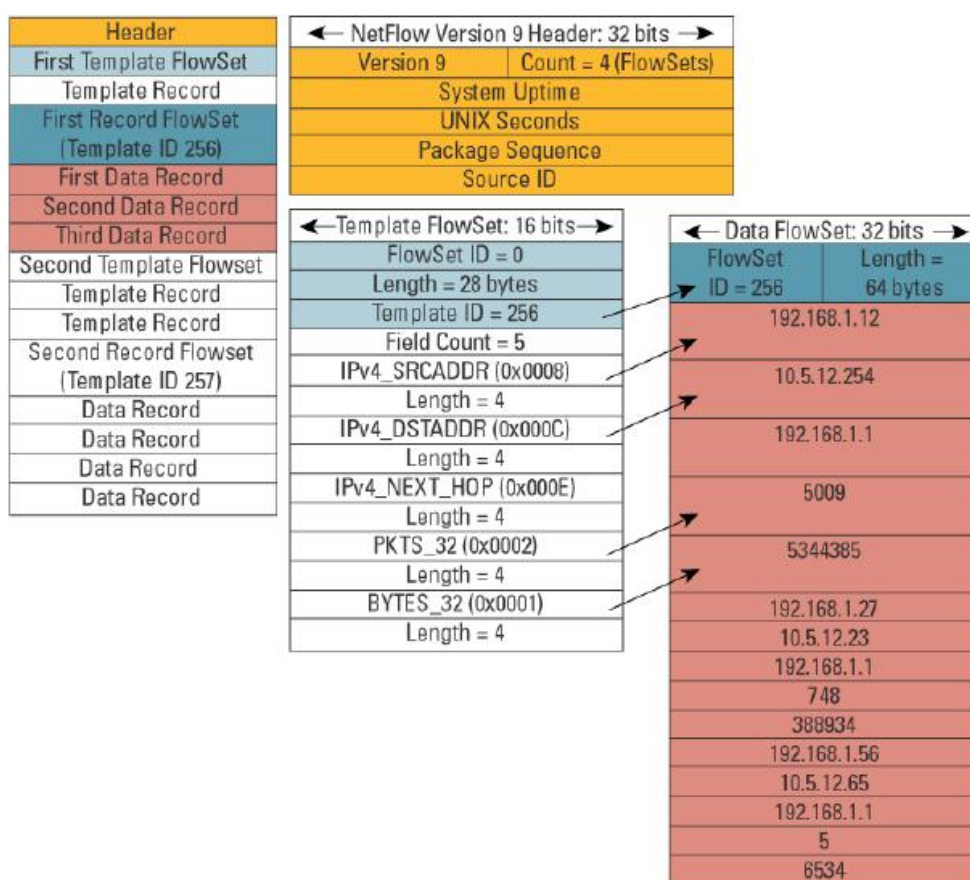 Header
First Template FlowSet
Template Record
First Record FlowSet
(Template ID 256)
First Data Record
Second Data Record
Third Data Record
Second Template Flowset
Template Record
Template Record
Second Record Flowset
(Template ID 257)
Data Record
Data Record
Data Record
Data Record
NetFlow Version 9 Header: 32 bits
Version 9
Count = 4 (FlowSets)
System Uptime
UNIX Seconds
Package Sequence
Source ID
Template FlowSet: 16 bits
FlowSet ID = 0
Length = 28 bytes
Template ID = 256
Field Count = 5
IPv4_SRCADDR (0x0008)
Length = 4
IPv4_DSTADDR (0x000C)
Length = 4
IPv4_NEXT_HOP (0x000E)
Length = 4
PKTS_32 (0x0002)
Length = 4
BYTES_32 (0x0001)
Length = 4
Data FlowSet: 32 bits
FlowSet
ID = 256
Length =
64 bytes
192.168.1.12
10.5.12.254
192.168.1.1
5009
5344385
192.168.1.27
10.5.12.23
192.168.1.1
748
388934
192.168.1.56
10.5.12.65
192.168.1.1
5
6534